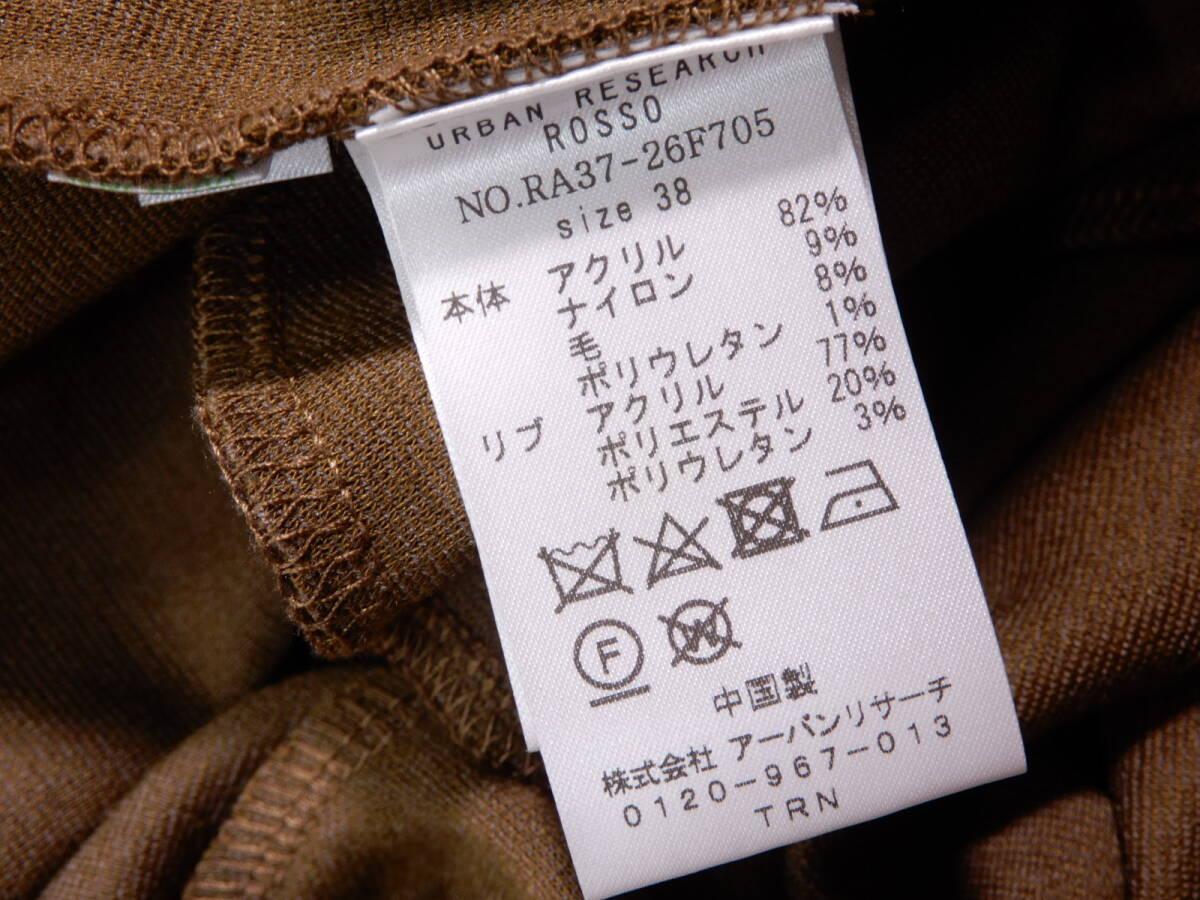 URBAN RESEARCH
ROSSO
NO.RA37-26F705
size 38
本体 アクリル 82%
ナイロン 9%
毛 8%
ポリウレタン 1%
リブ アクリル 77%
ポリエステル 20%
ポリウレタン 3%
F W
中国製
株式会社 アーバンリサーチ
0120-967-013
TRN